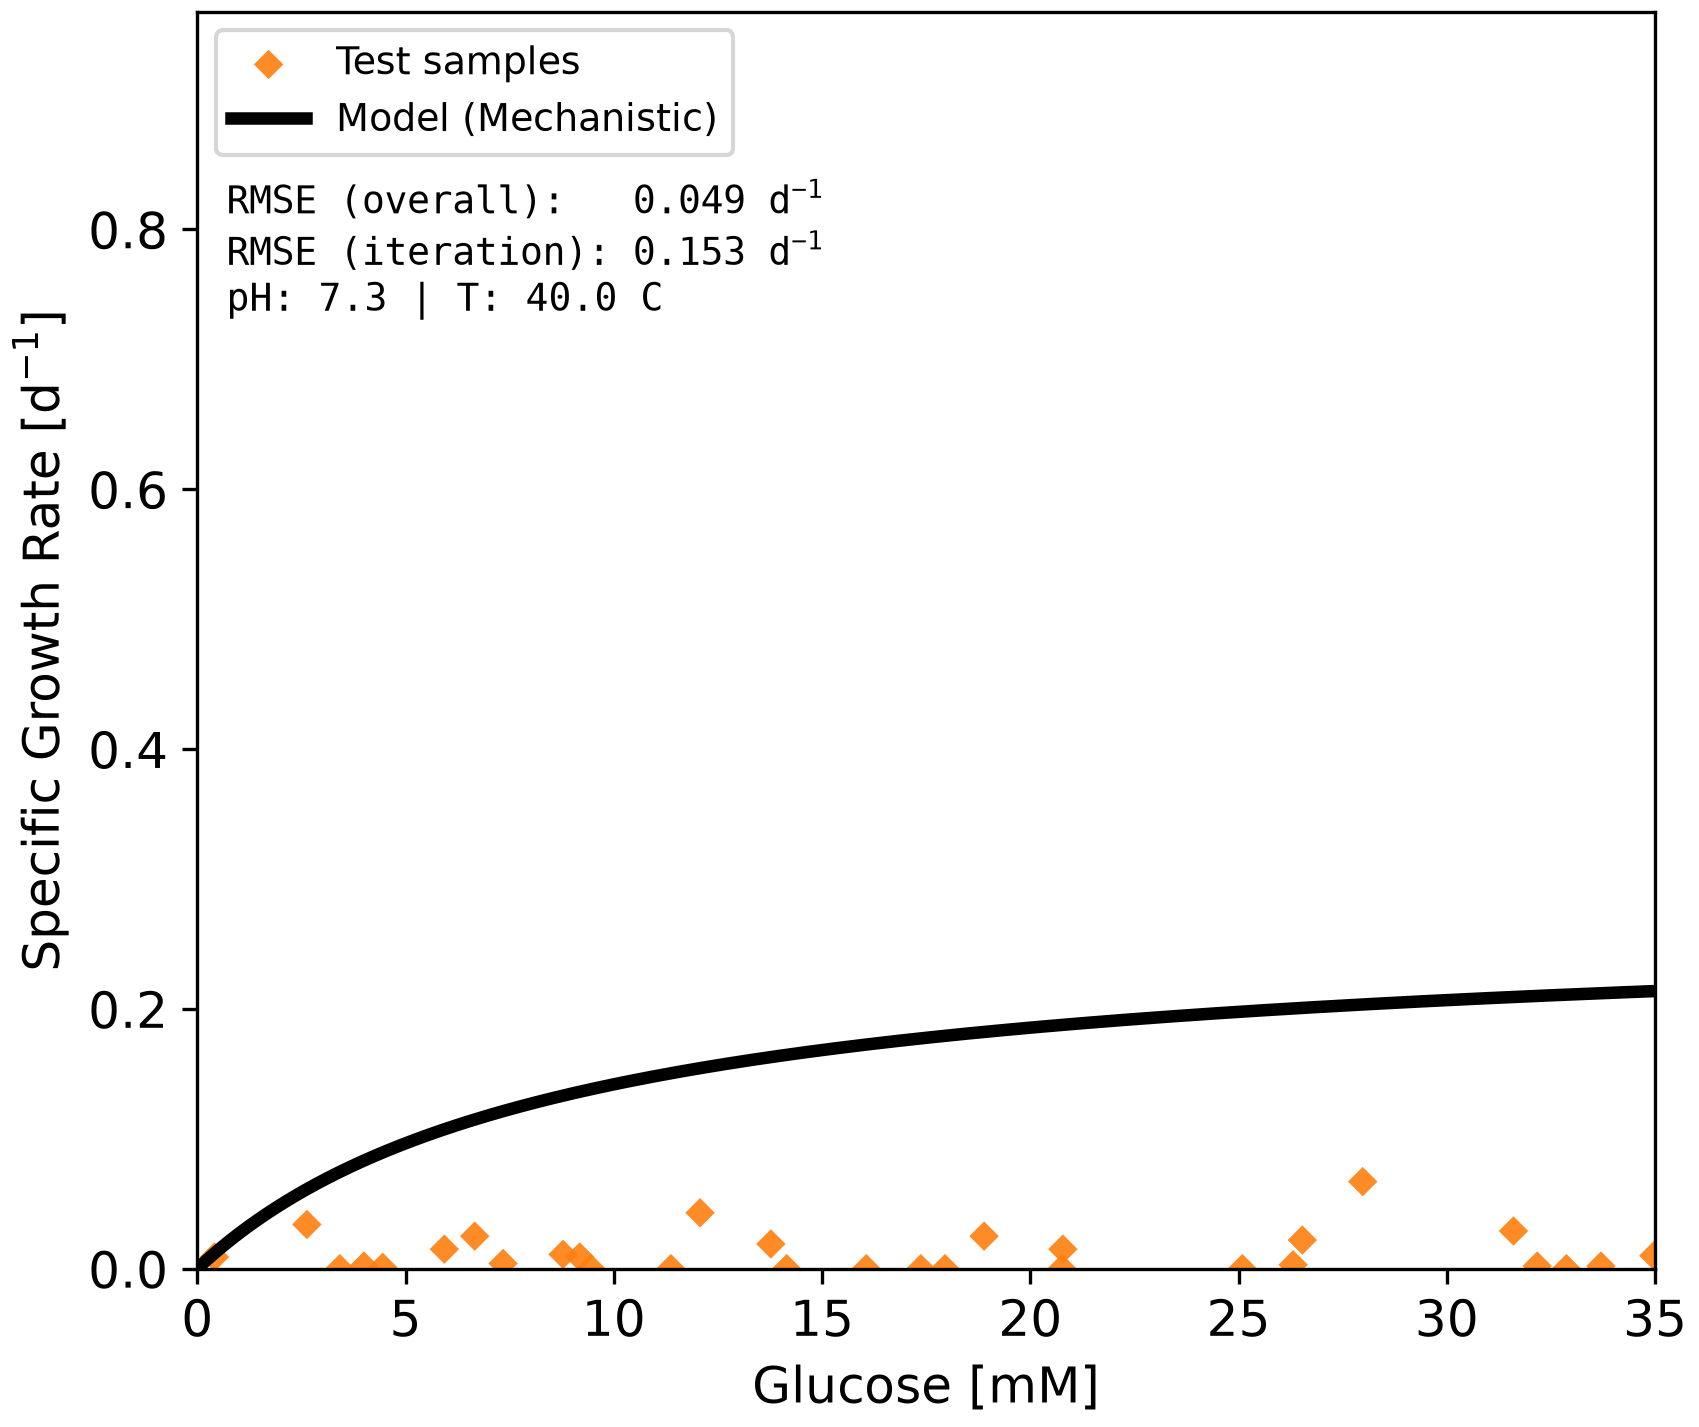 Test samples
Model (Mechanistic)
RMSE (overall):   0.049 d⁻¹
RMSE (iteration): 0.153 d⁻¹
pH: 7.3 | T: 40.0 C
Specific Growth Rate [d⁻¹]
0.8
0.6
0.4
0.2
0.0
0 5 10 15 20 25 30 35
Glucose [mM]